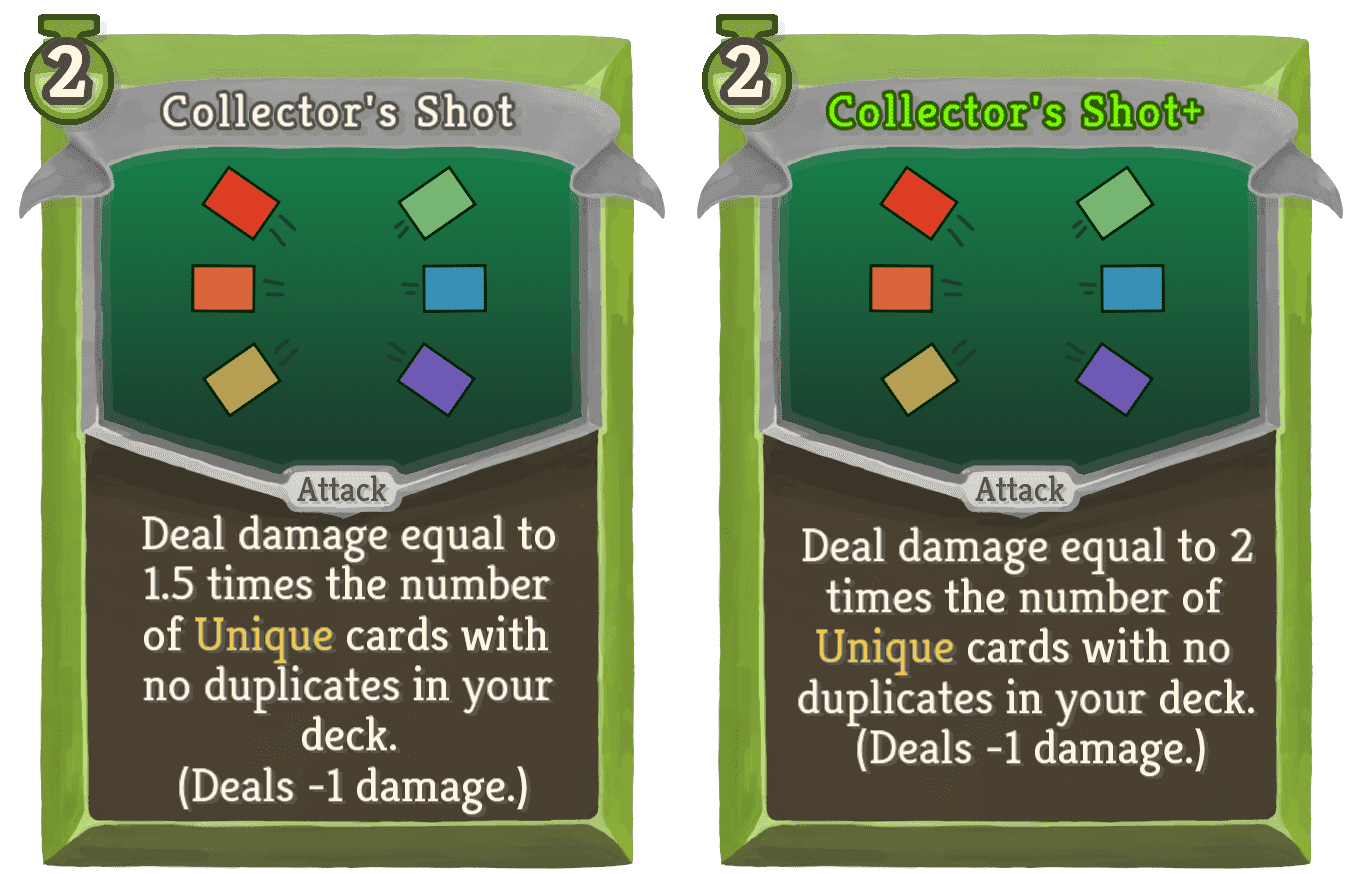 2
Collector's Shot
Attack
Deal damage equal to
1.5 times the number
of Unique cards with
no duplicates in your
deck.
(Deals -1 damage.)
2
Collector's Shot+
Attack
Deal damage equal to 2
times the number of
Unique cards with no
duplicates in your deck.
(Deals -1 damage.)